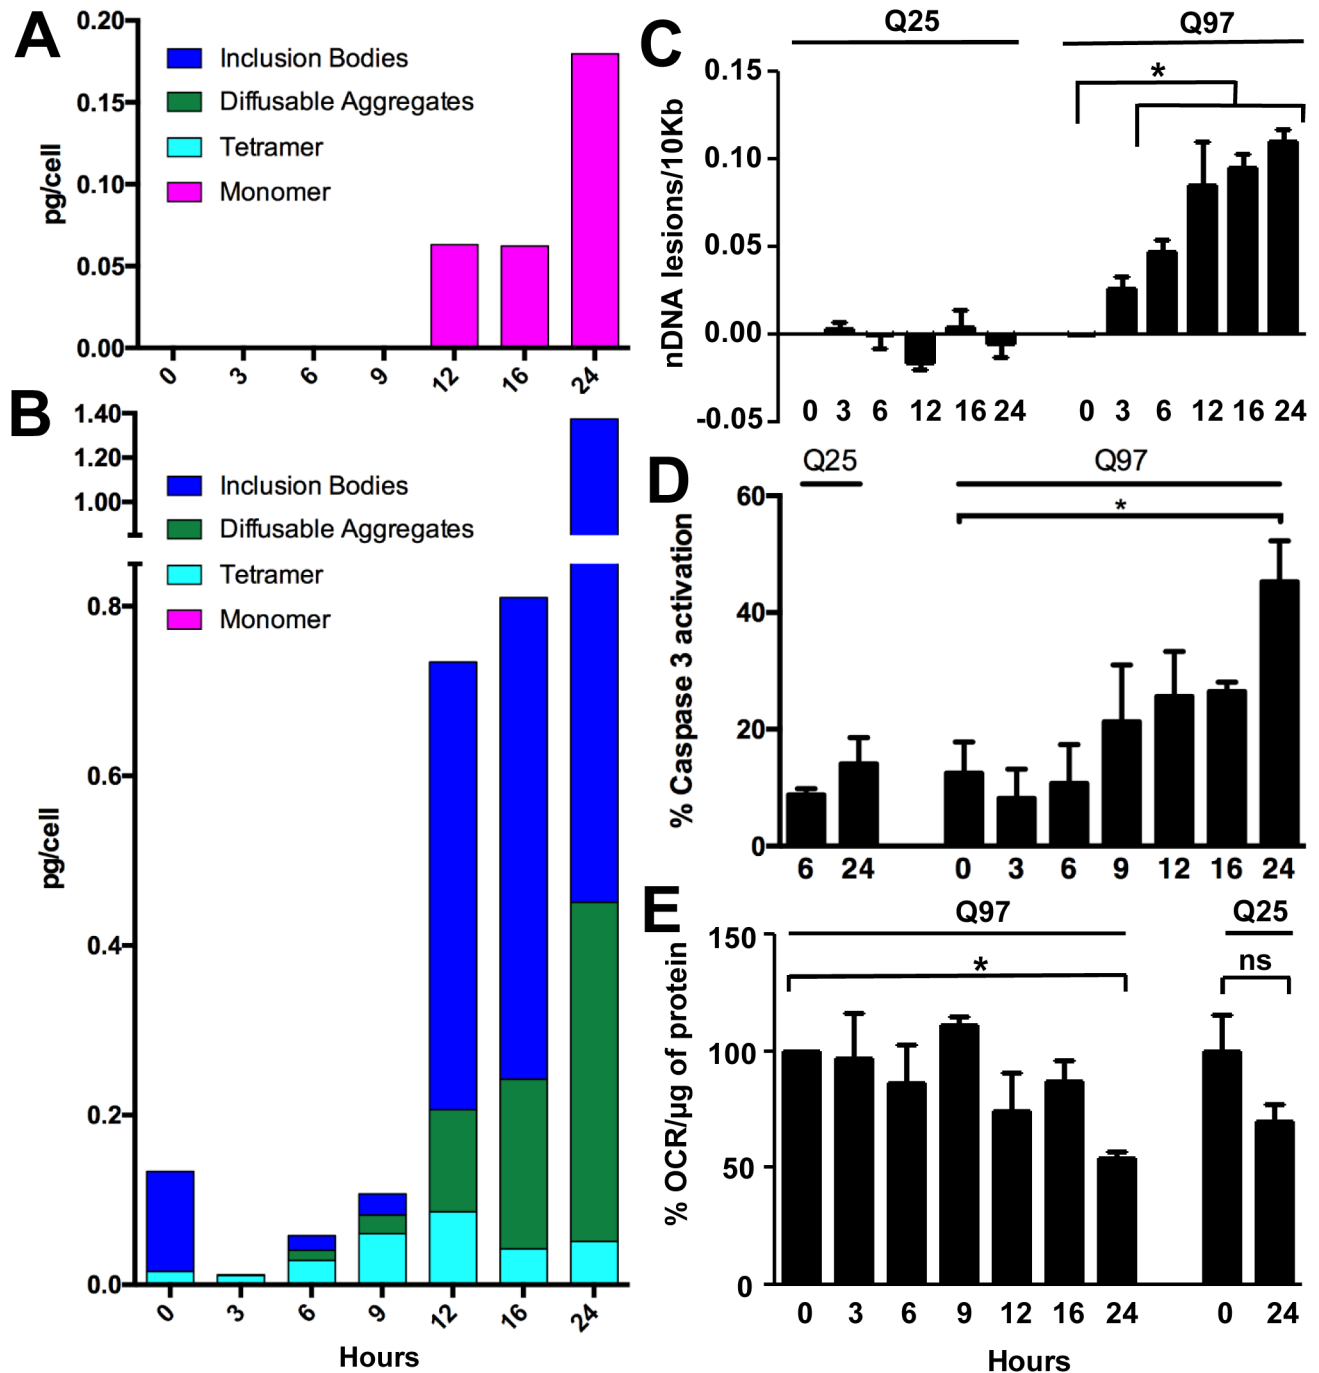 A
0.20
0.15
0.10
0.05
0.00
pg/cell
Inclusion Bodies
Diffusable Aggregates
Tetramer
Monomer
0 3 6 9 12 16 24
B
1.40
1.20
1.00
0.8
0.6
0.4
0.2
0.0
pg/cell
Inclusion Bodies
Diffusable Aggregates
Tetramer
Monomer
0 3 6 9 12 16 24
Hours
C
Q25 Q97
*
0.15
0.10
0.05
0.00
-0.05
nDNA lesions/10Kb
0 3 6 12 16 24 0 3 6 12 16 24
D
Q25 Q97
*
60
40
20
0
% Caspase 3 activation
6 24 0 3 6 9 12 16 24
E
Q97 Q25
* ns
150
100
50
0
% OCR/µg of protein
0 3 6 9 12 16 24 0 24
Hours